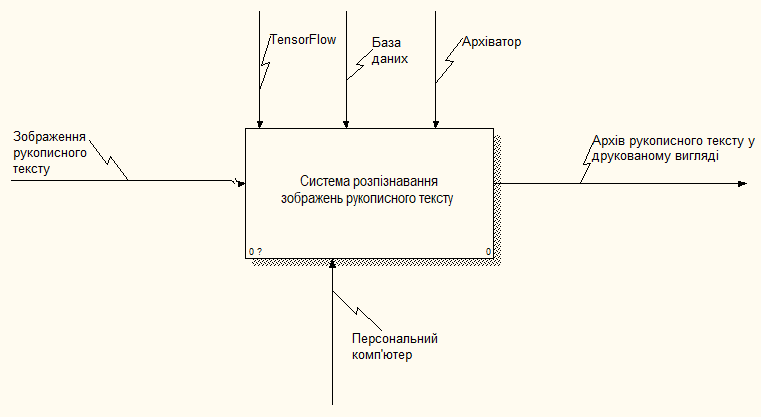 TensorFlow
База
даних
Архіватор
Зображення
рукописного
тексту
Архів рукописного тексту у
друкованому вигляді
Система розпізнавання
зображень рукописного тексту
0 ?
0
Персональний
комп'ютер